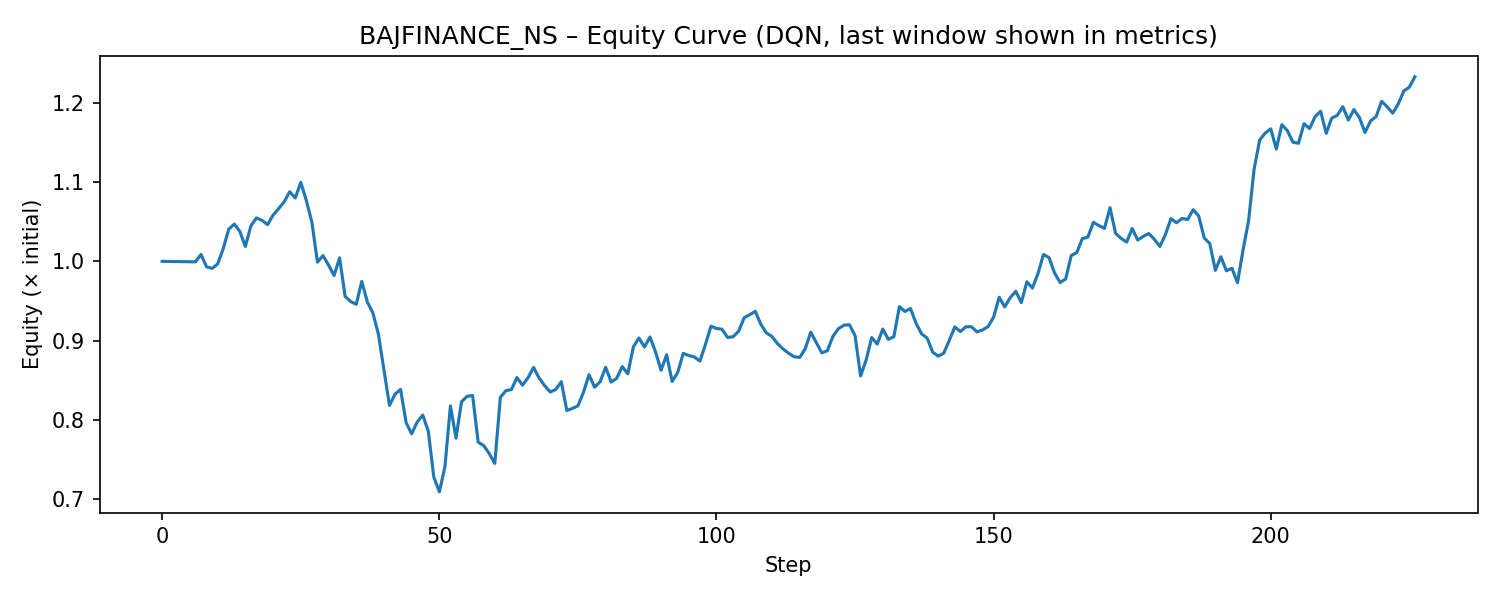 BAJFINANCE_NS – Equity Curve (DQN, last window shown in metrics)
Equity (× initial)
1.2
1.1
1.0
0.9
0.8
0.7
0 50 100 150 200
Step